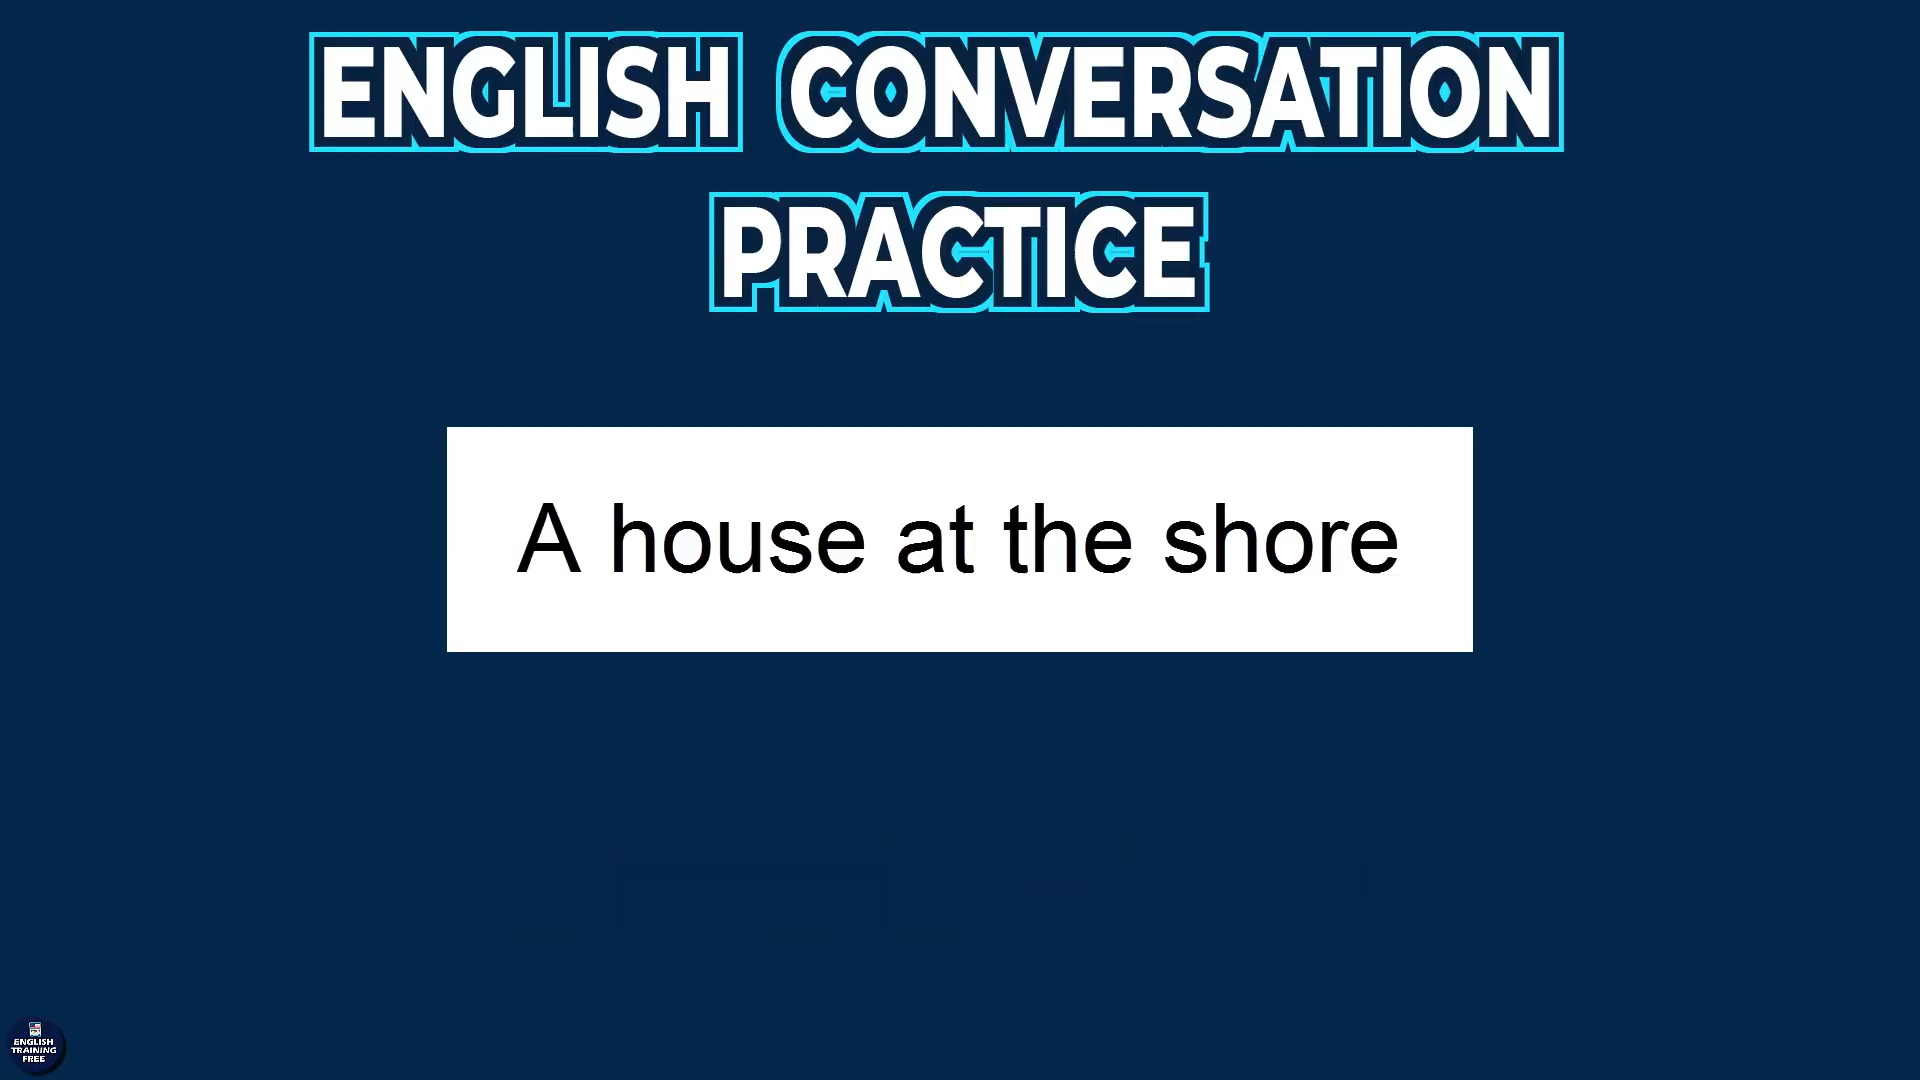 ENGLISH CONVERSATION
PRACTICE
A house at the shore
ENGLISH
TRAINING
FREE